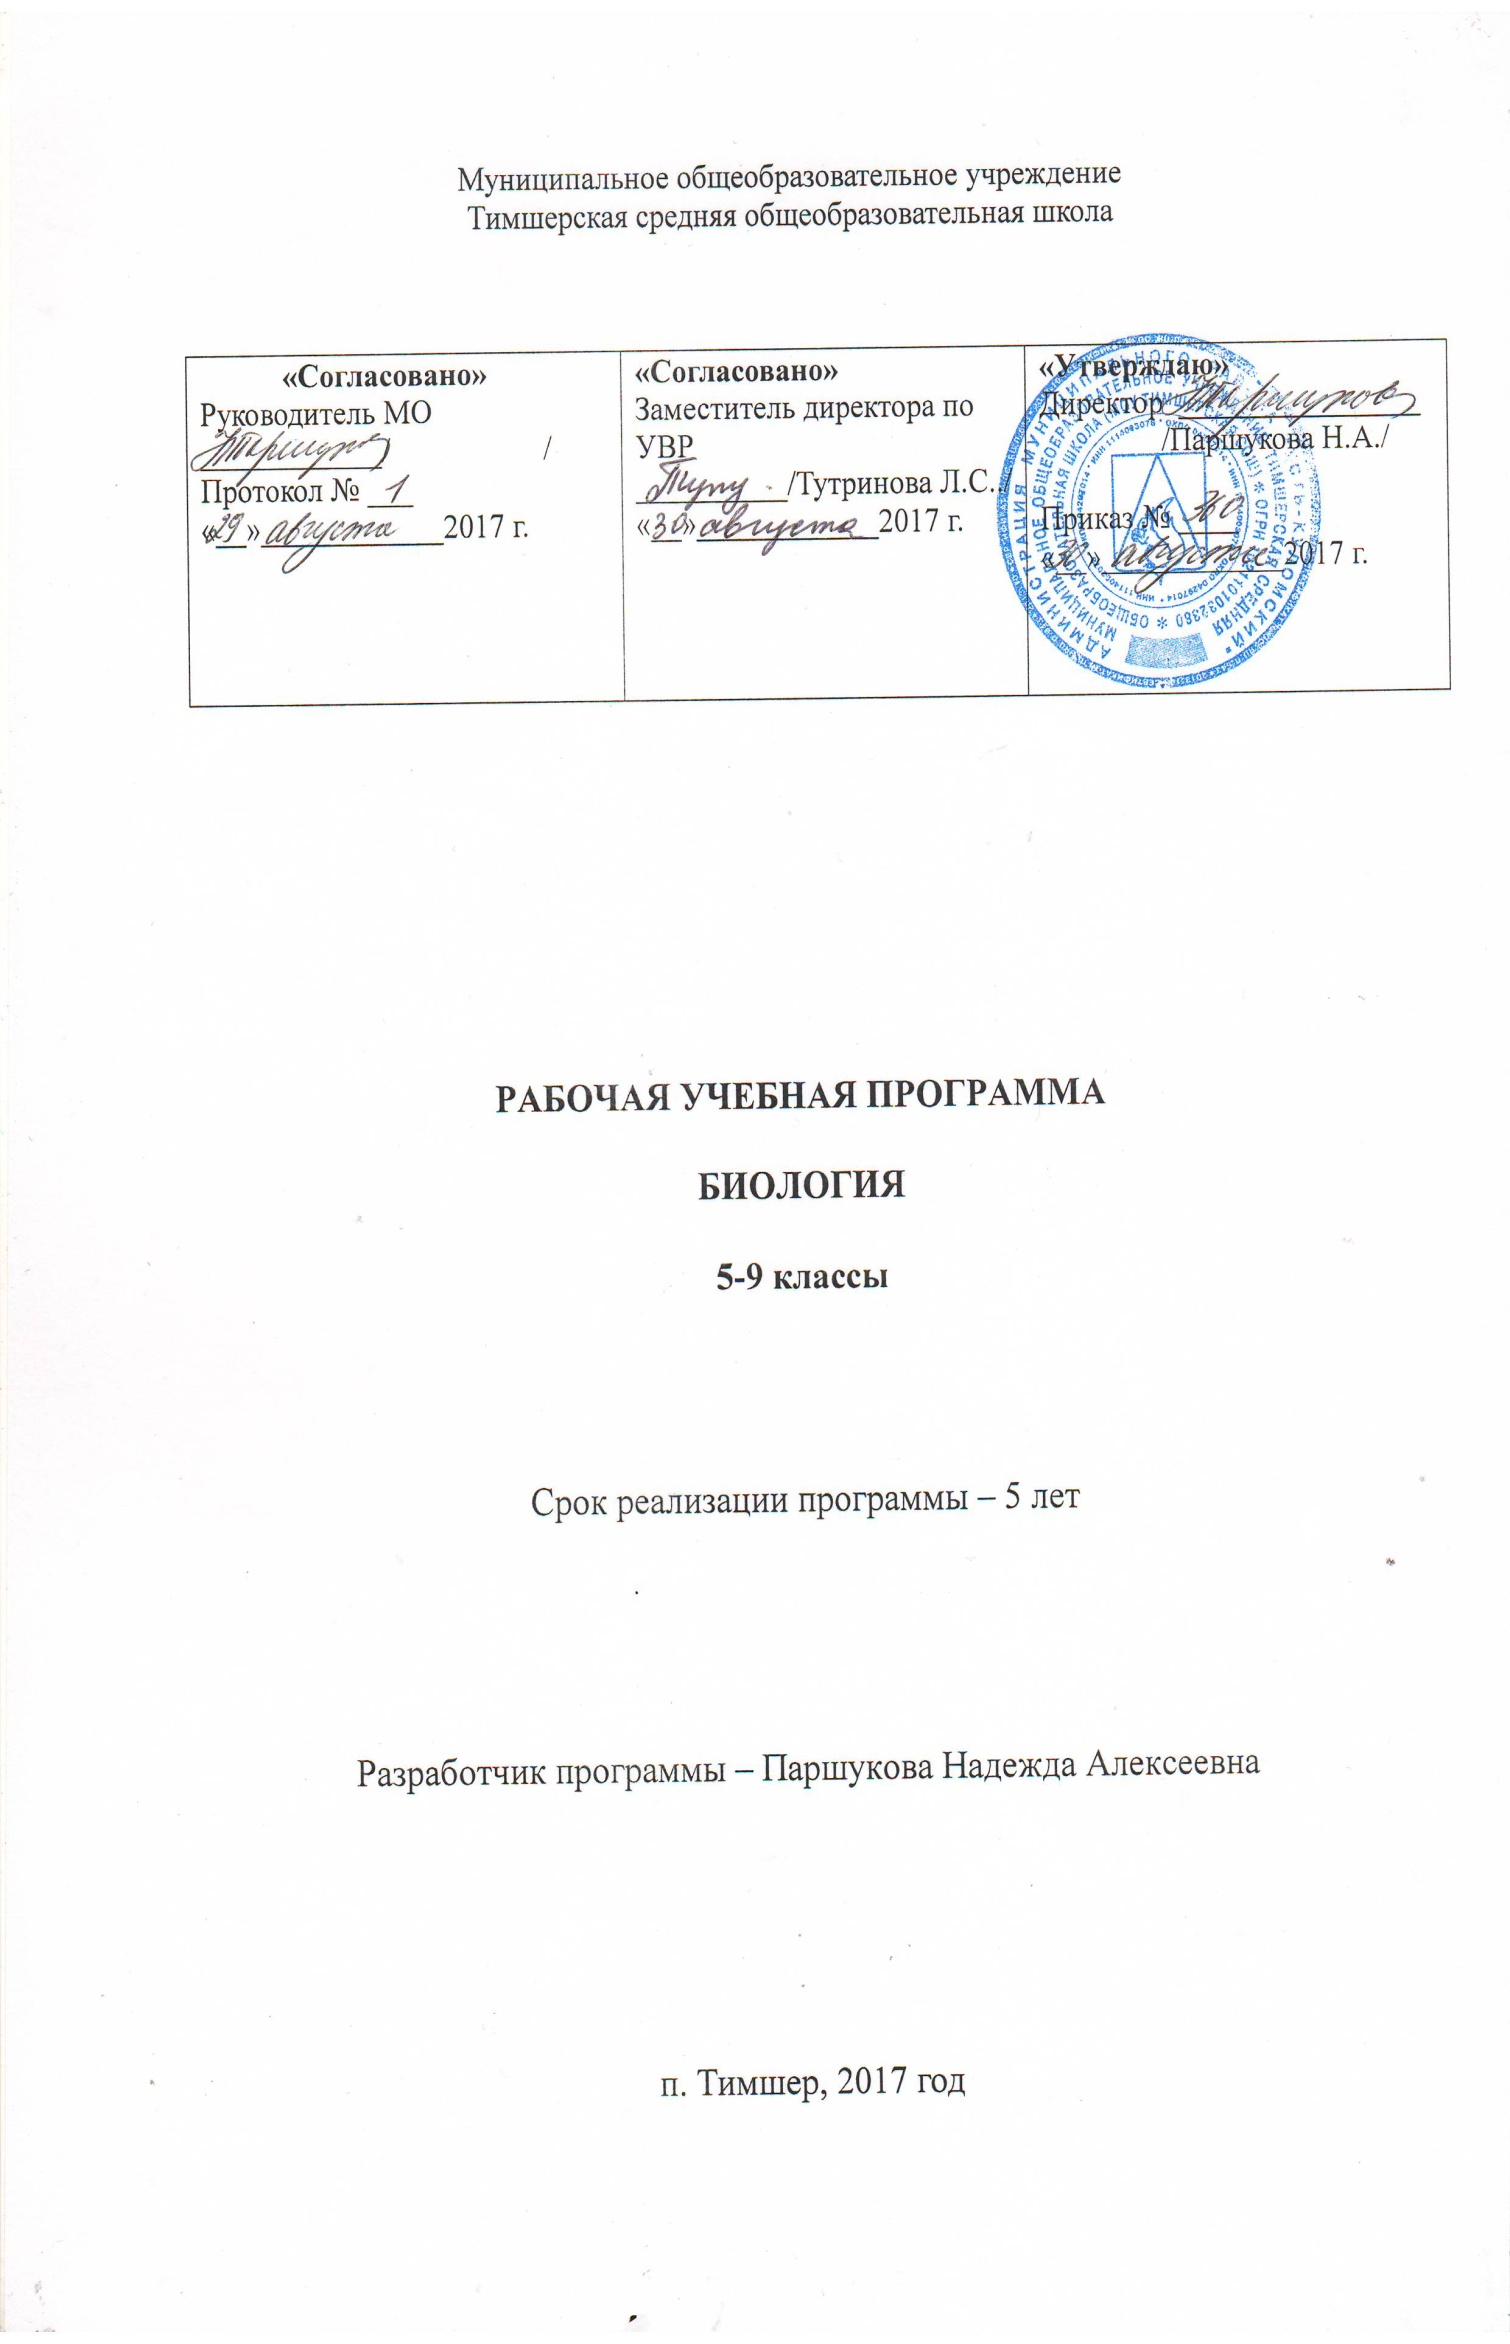 Муниципальное общеобразовательное учреждение
Тимшерская средняя общеобразовательная школа
«Согласовано»
Руководитель МО
/
Протокол № 1
«29» августа 2017 г.
«Согласовано»
Заместитель директора по
УВР
/Тутринова Л.С./
«30» августа 2017 г.
«Утверждаю»
Директор
/Паршукова Н.А./
Приказ №
«30» августа 2017 г.
РАБОЧАЯ УЧЕБНАЯ ПРОГРАММА
БИОЛОГИЯ
5-9 классы
Срок реализации программы – 5 лет
Разработчик программы – Паршукова Надежда Алексеевна
п. Тимшер, 2017 год